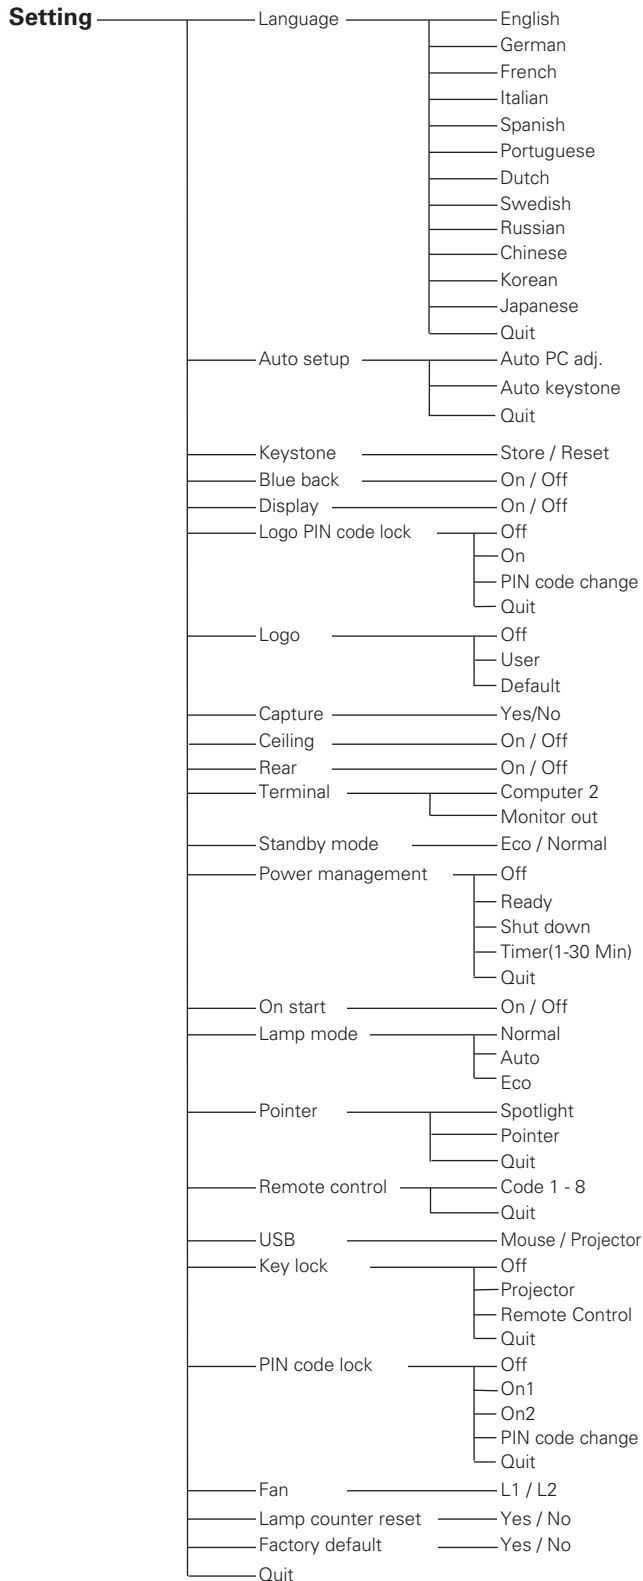 Setting Language English
German
French
Italian
Spanish
Portuguese
Dutch
Swedish
Russian
Chinese
Korean
Japanese
Quit
Auto setup Auto PC adj.
Auto keystone
Quit
Keystone Store / Reset
Blue back On / Off
Display On / Off
Logo PIN code lock Off
On
PIN code change
Quit
Logo Off
User
Default
Capture Yes/No
Ceiling On / Off
Rear On / Off
Terminal Computer 2
Monitor out
Standby mode Eco / Normal
Power management Off
Ready
Shut down
Timer(1-30 Min)
Quit
On start On / Off
Lamp mode Normal
Auto
Eco
Pointer Spotlight
Pointer
Quit
Remote control Code 1 - 8
Quit
USB Mouse / Projector
Key lock Off
Projector
Remote Control
Quit
PIN code lock Off
On1
On2
PIN code change
Quit
Fan L1 / L2
Lamp counter reset Yes / No
Factory default Yes / No
Quit